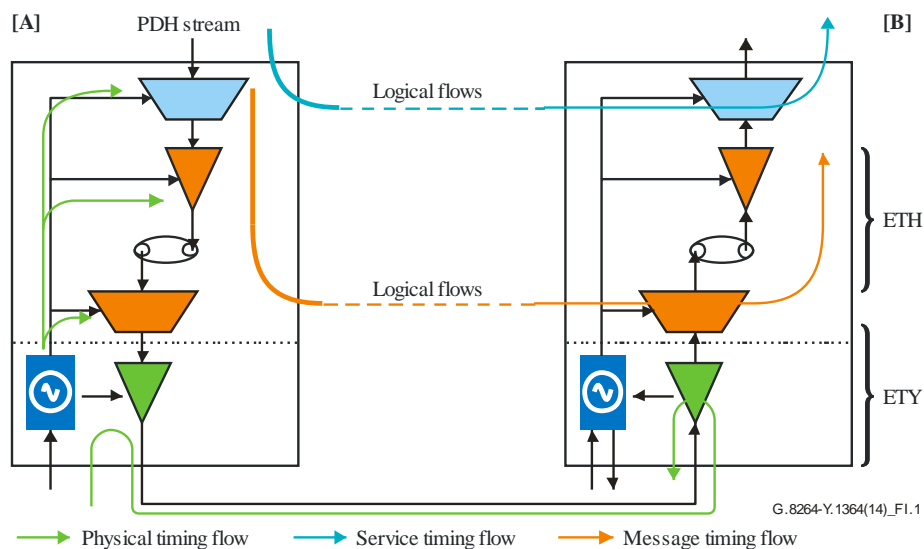 [A]
PDH stream
[B]
Logical flows
ETH
Logical flows
ETY
G.8264-Y.1364(14)_FI.1
Physical timing flow
Service timing flow
Message timing flow